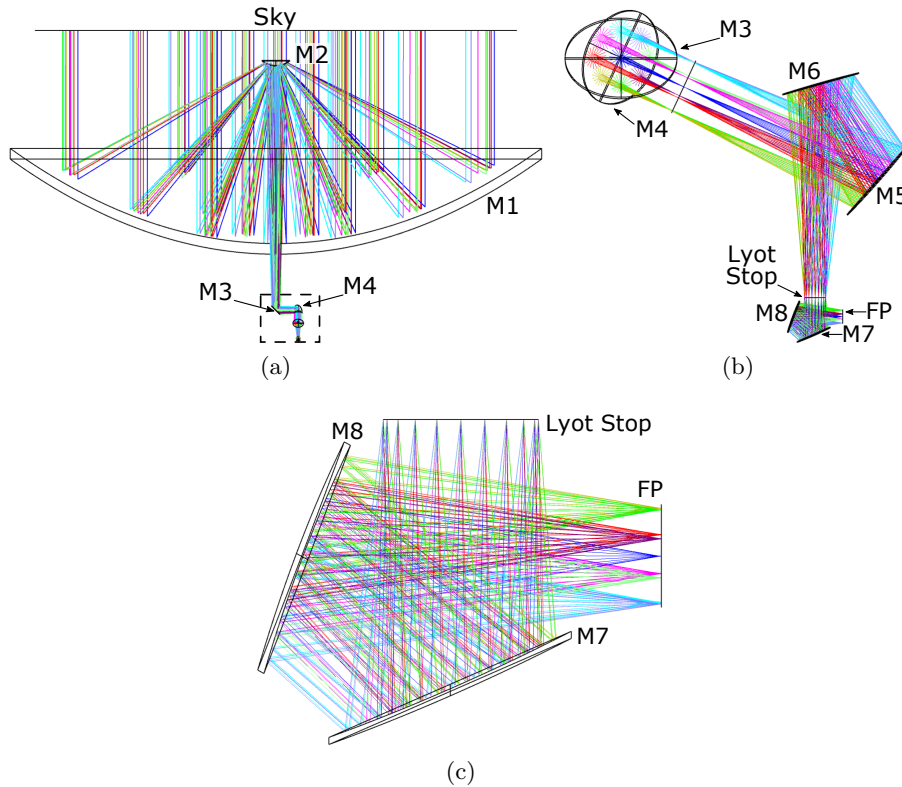 Sky
M2
M1
M3
M4
(a)
M3
M6
M4
M5
Lyot
Stop
M8
FP
M7
(b)
M8
Lyot Stop
FP
M7
(c)